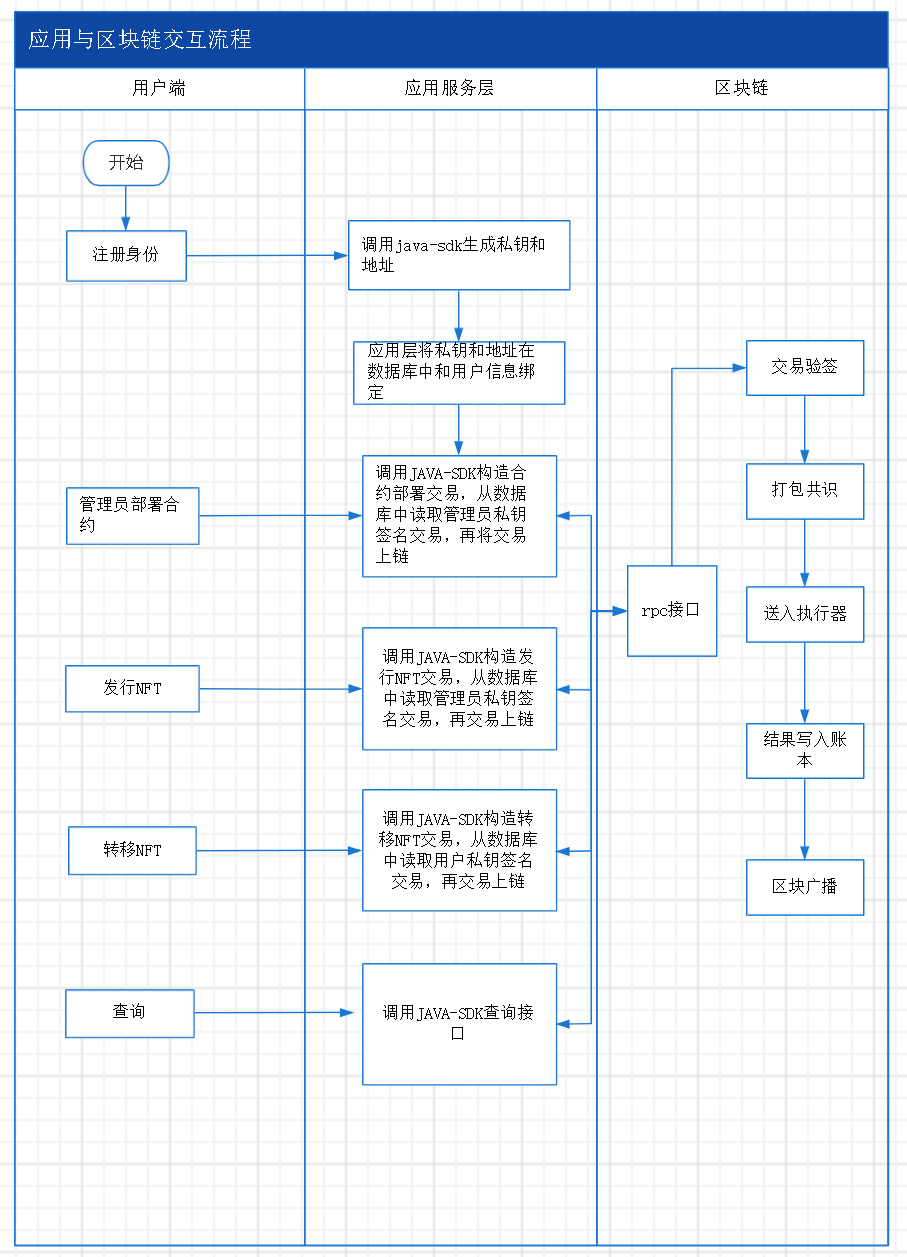 应用与区块链交互流程
用户端
应用服务层
区块链
开始
注册身份
调用java-sdk生成私钥和
地址
应用层将私钥和地址在
数据库中和用户信息绑
定
交易验签
管理员部署合
约
调用JAVA-SDK构造合
约部署交易，从数据
库中读取管理员私钥
签名交易，再将交易
上链
打包共识
rpc接口
送入执行器
发行NFT
调用JAVA-SDK构造发
行NFT交易，从数据库
中读取管理员私钥签
名交易，再交易上链
结果写入账
本
转移NFT
调用JAVA-SDK构造转
移NFT交易，从数据库
中读取用户私钥签名
交易，再交易上链
区块广播
查询
调用JAVA-SDK查询接
口